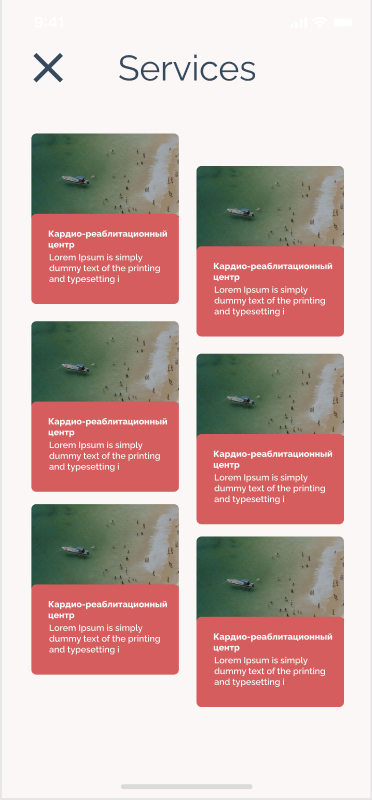 9:41
Services
Кардио-реаблитационный
центр
Lorem Ipsum is simply
dummy text of the printing
and typesetting i
Кардио-реаблитационный
центр
Lorem Ipsum is simply
dummy text of the printing
and typesetting i
Кардио-реаблитационный
центр
Lorem Ipsum is simply
dummy text of the printing
and typesetting i
Кардио-реаблитационный
центр
Lorem Ipsum is simply
dummy text of the printing
and typesetting i
Кардио-реаблитационный
центр
Lorem Ipsum is simply
dummy text of the printing
and typesetting i
Кардио-реаблитационный
центр
Lorem Ipsum is simply
dummy text of the printing
and typesetting i